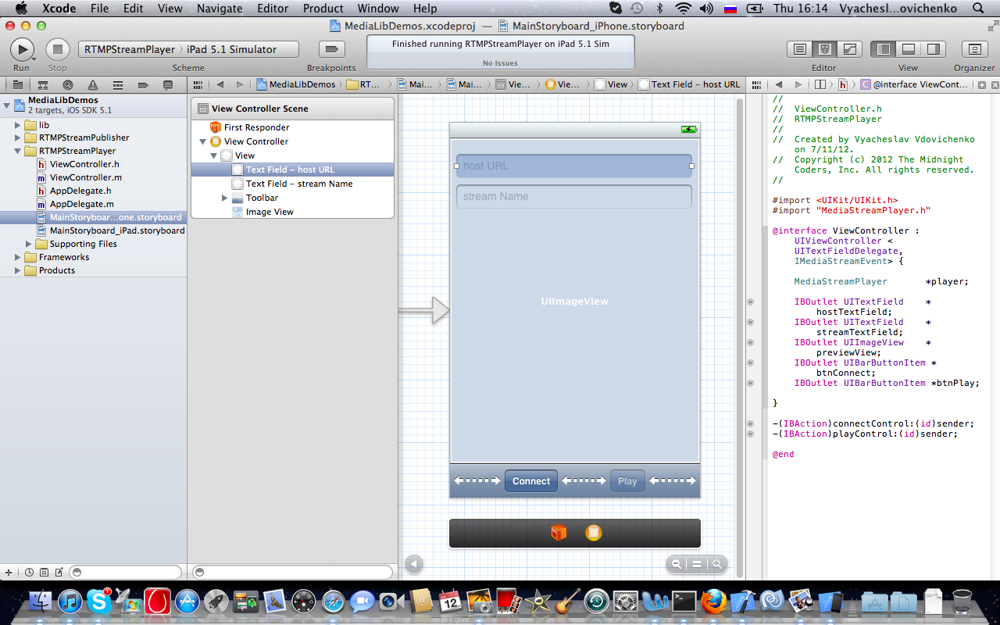 Xcode File Edit View Navigate Editor Product Window Help Thu 16:14 Vyachesl...ovichenko
MediaLibDemos.xcodeproj — MainStoryboard_iPhone.storyboard
RTMPStreamPlayer › iPad 5.1 Simulator
Finished running RTMPStreamPlayer on iPad 5.1 Sim
No Issues
Run Stop Scheme Breakpoints Editor View Organizer
MediaLibDemos RT... Mai... Mai... Vie... Vie... View Text Field - host URL
@interface ViewCont...
MediaLibDemos
2 targets, iOS SDK 5.1
lib
RTMPStreamPublisher
RTMPStreamPlayer
ViewController.h
ViewController.m
AppDelegate.h
AppDelegate.m
MainStoryboar...one.storyboard
MainStoryboard_iPad.storyboard
Supporting Files
Frameworks
Products
View Controller Scene
First Responder
View Controller
View
Text Field - host URL
Text Field - stream Name
Toolbar
Image View
host URL
stream Name
UIImageView
Connect
Play
//
// ViewController.h
// RTMPStreamPlayer
//
// Created by Vyacheslav Vdovichenko
on 7/11/12.
// Copyright (c) 2012 The Midnight
Coders, Inc. All rights reserved.
//
#import <UIKit/UIKit.h>
#import "MediaStreamPlayer.h"
@interface ViewController :
UIViewController <
UITextFieldDelegate,
IMediaStreamEvent> {
MediaStreamPlayer *player;
IBOutlet UITextField *
hostTextField;
IBOutlet UITextField *
streamTextField;
IBOutlet UIImageView *
previewView;
IBOutlet UIBarButtonItem *
btnConnect;
IBOutlet UIBarButtonItem *btnPlay;
}
-(IBAction)connectControl:(id)sender;
-(IBAction)playControl:(id)sender;
@end
1
12